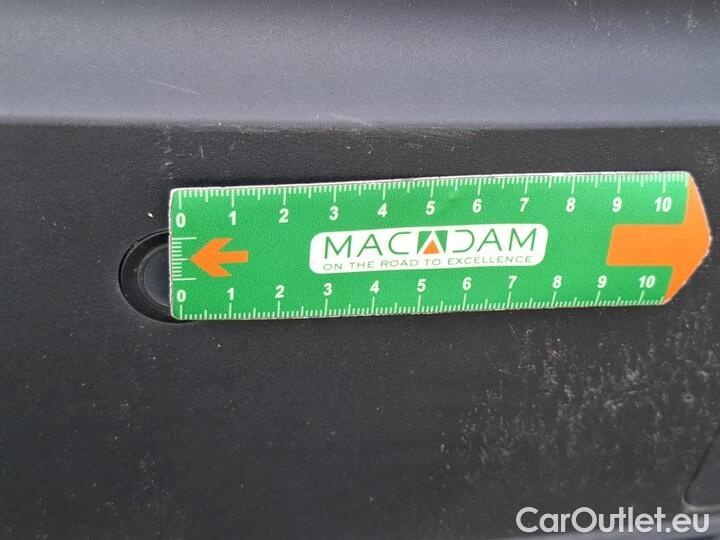 0 1 2 3 4 5 6 7 8 9 10
MACADAM
ON THE ROAD TO EXCELLENCE
0 1 2 3 4 5 6 7 8 9 10
CarOutlet.eu